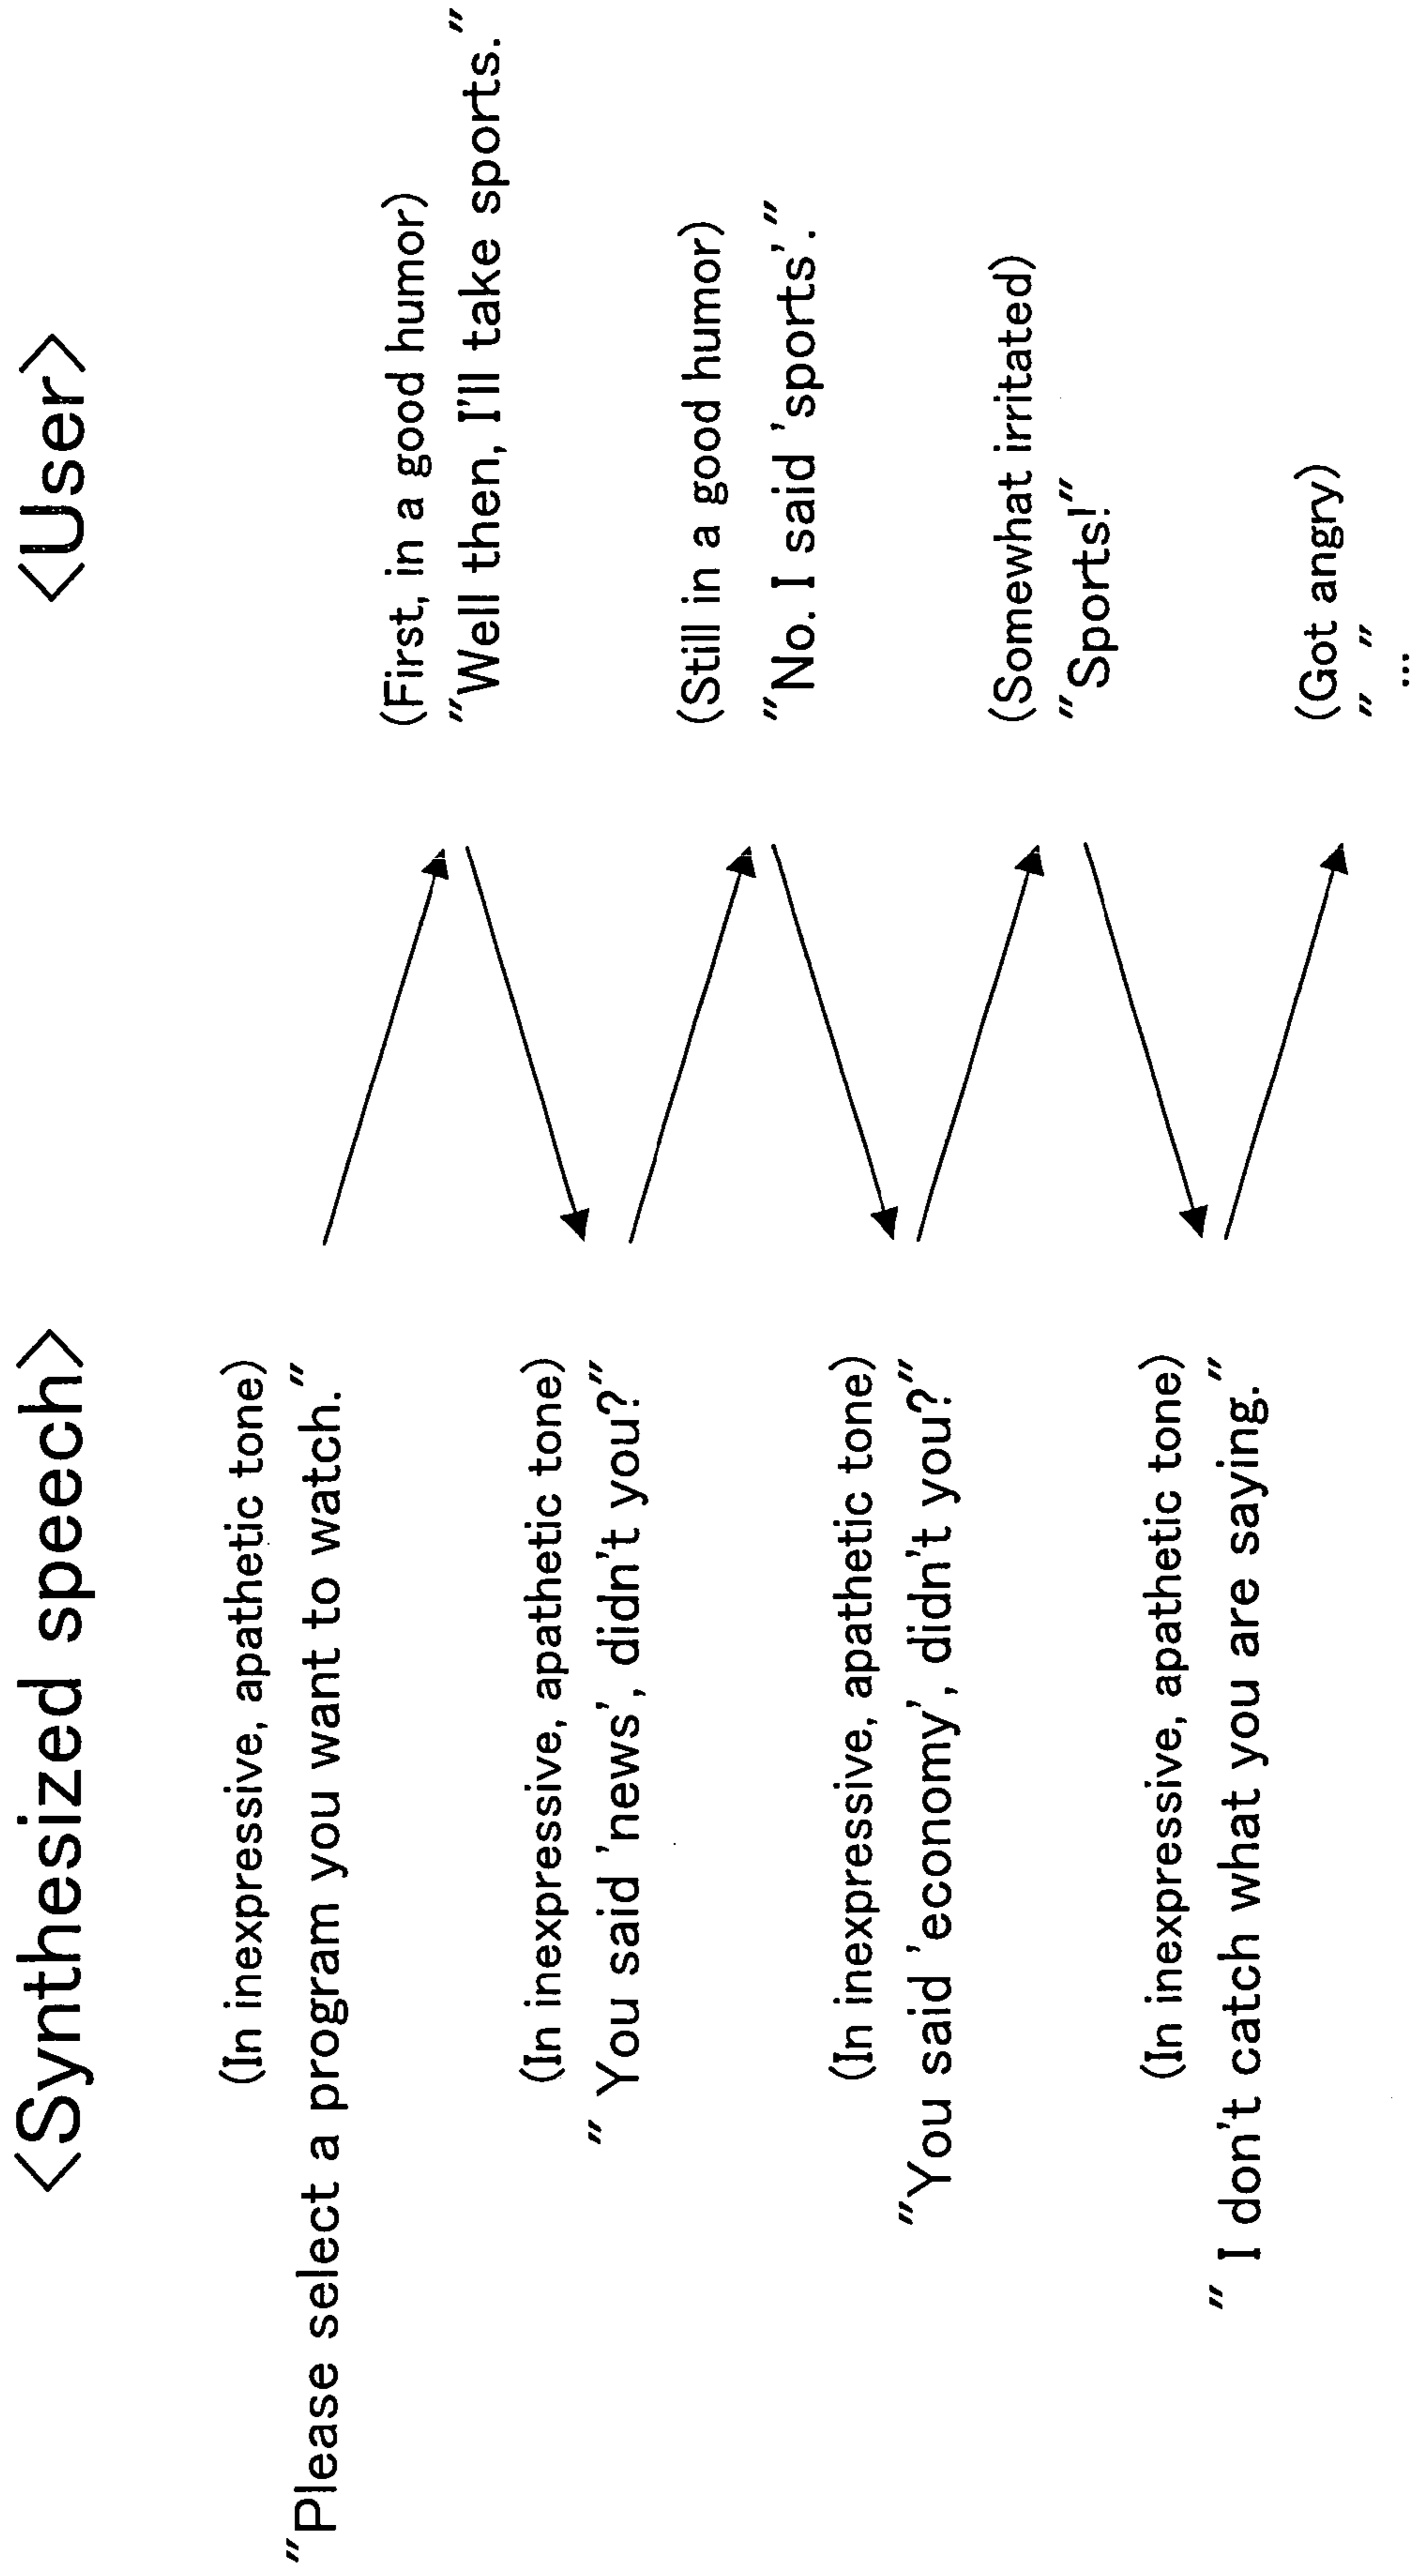 <Synthesized speech>
<User>
(In inexpressive, apathetic tone)
"Please select a program you want to watch."
(First, in a good humor)
"Well then, I'll take sports."
(In inexpressive, apathetic tone)
" You said 'news', didn't you?"
(Still in a good humor)
"No. I said 'sports'."
(In inexpressive, apathetic tone)
"You said 'economy', didn't you?"
(Somewhat irritated)
"Sports!"
(In inexpressive, apathetic tone)
" I don't catch what you are saying."
(Got angry)
" "
...